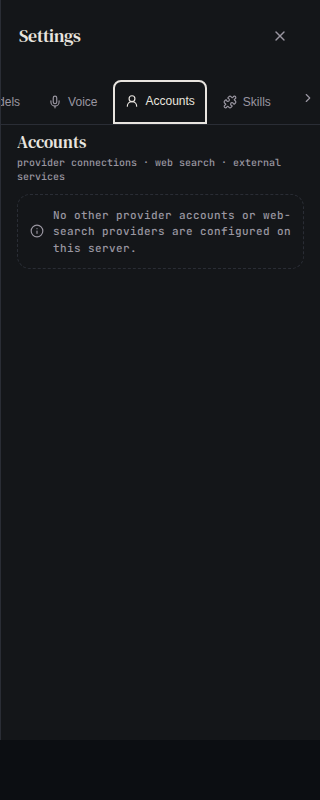 Settings
dels
Voice
Accounts
Skills
Accounts
provider connections · web search · external
services
No other provider accounts or web-
search providers are configured on
this server.